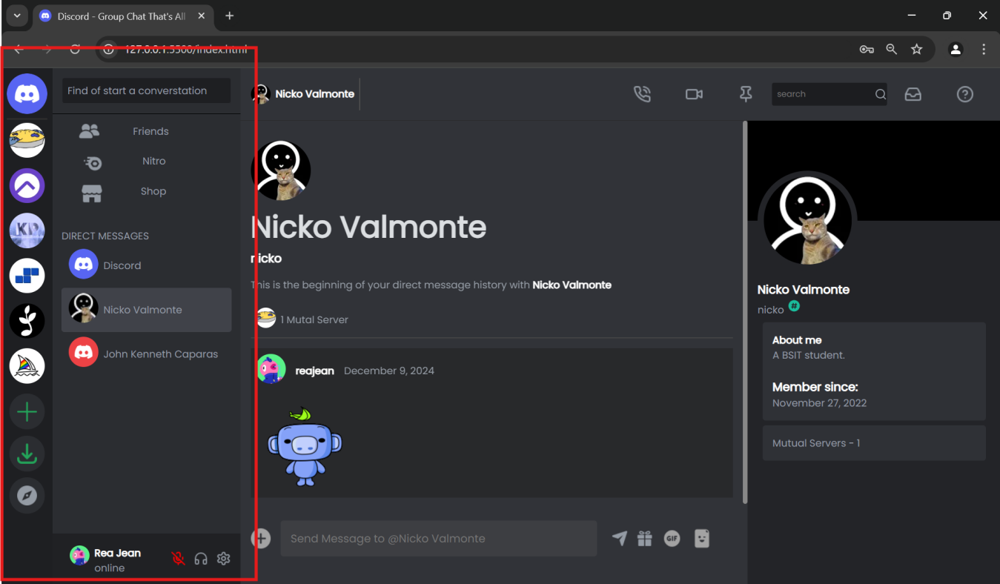 Discord - Group Chat That's All
127.0.0.1:5500/index.html
Find of start a converstation
Friends
Nitro
Shop
DIRECT MESSAGES
Discord
Nicko Valmonte
John Kenneth Caparas
Rea Jean
online
KP
Nicko Valmonte
search
Nicko Valmonte
nicko
This is the beginning of your direct message history with Nicko Valmonte
1 Mutal Server
reajean December 9, 2024
Send Message to @Nicko Valmonte
GIF
Nicko Valmonte
nicko #
About me
A BSIT student.
Member since:
November 27, 2022
Mutual Servers - 1